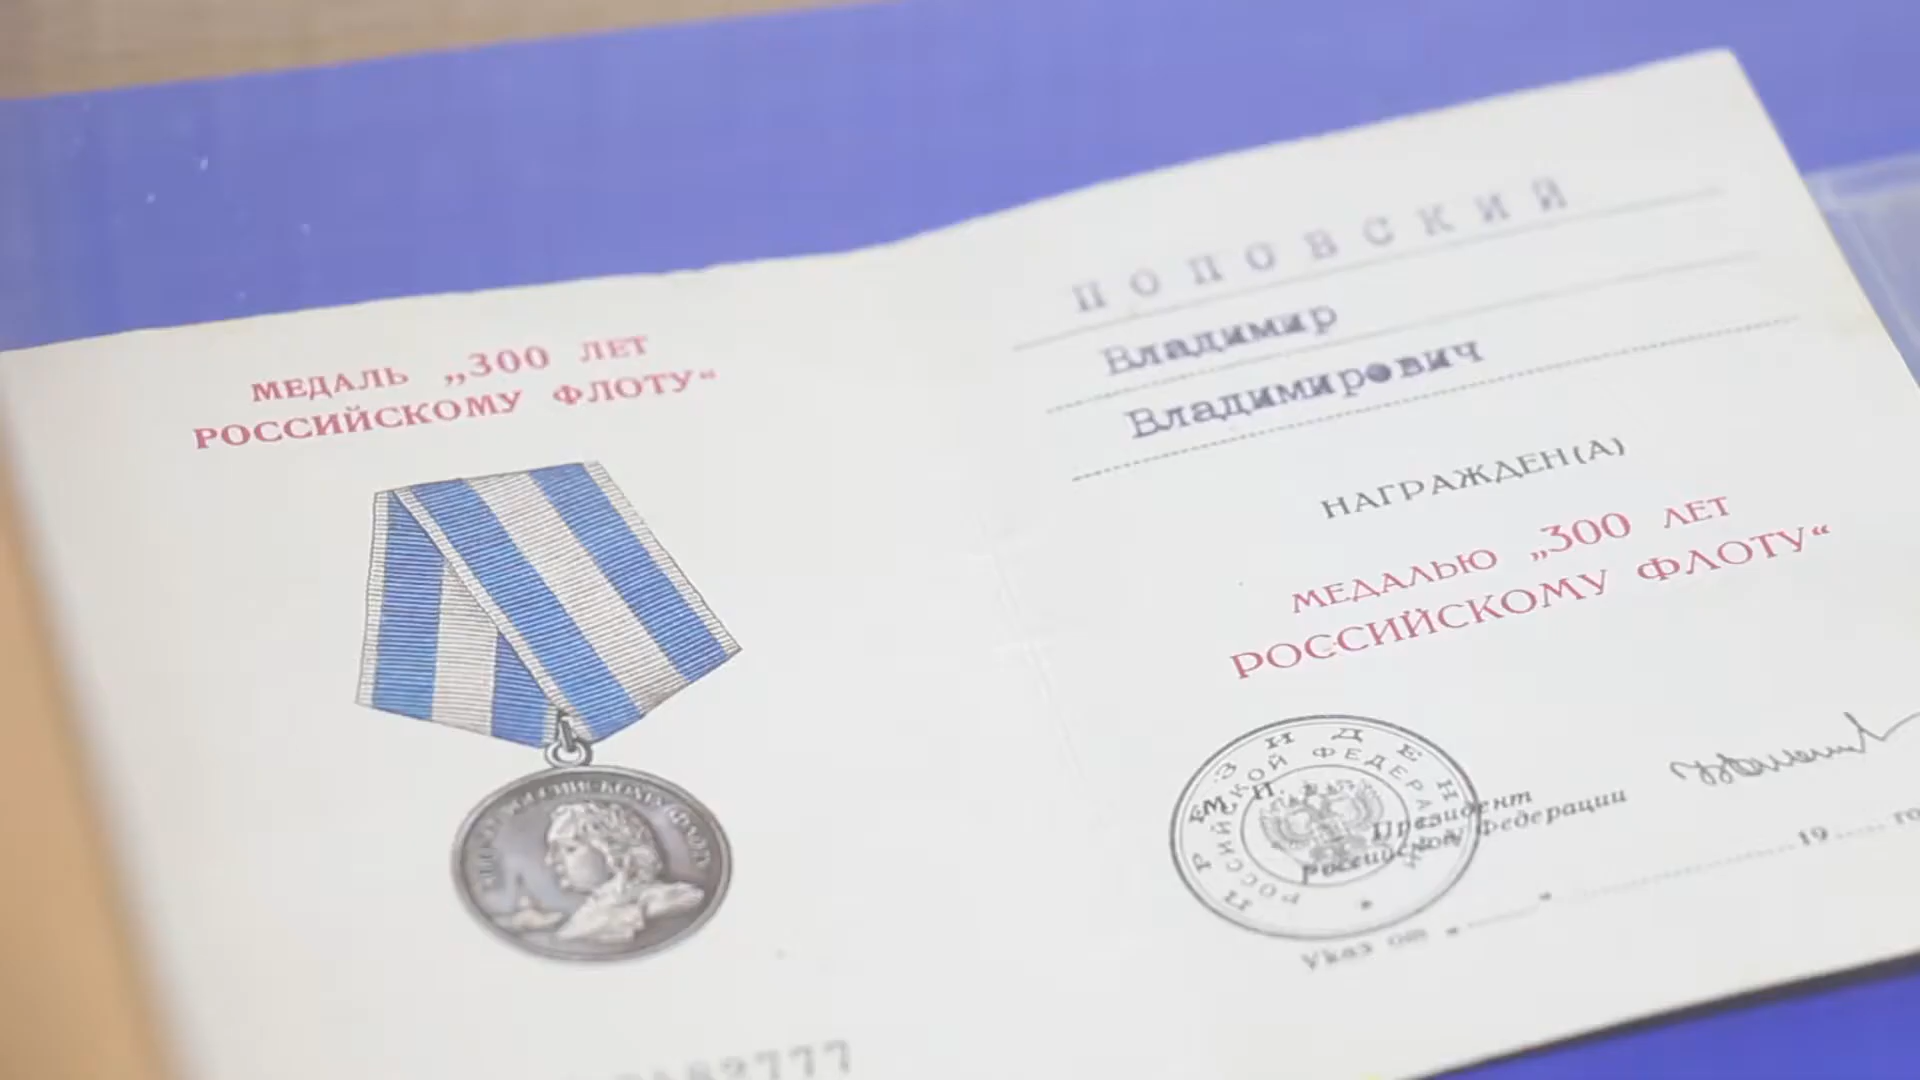 МЕДАЛЬ „300 ЛЕТ
РОССИЙСКОМУ ФЛОТУ“
ПОПОВСКИЙ
Владимир
Владимирович
НАГРАЖДЕН(А)
МЕДАЛЬЮ „300 ЛЕТ
РОССИЙСКОМУ ФЛОТУ“
М.П.
Президент
Российской Федерации
Указ от „ “ 19